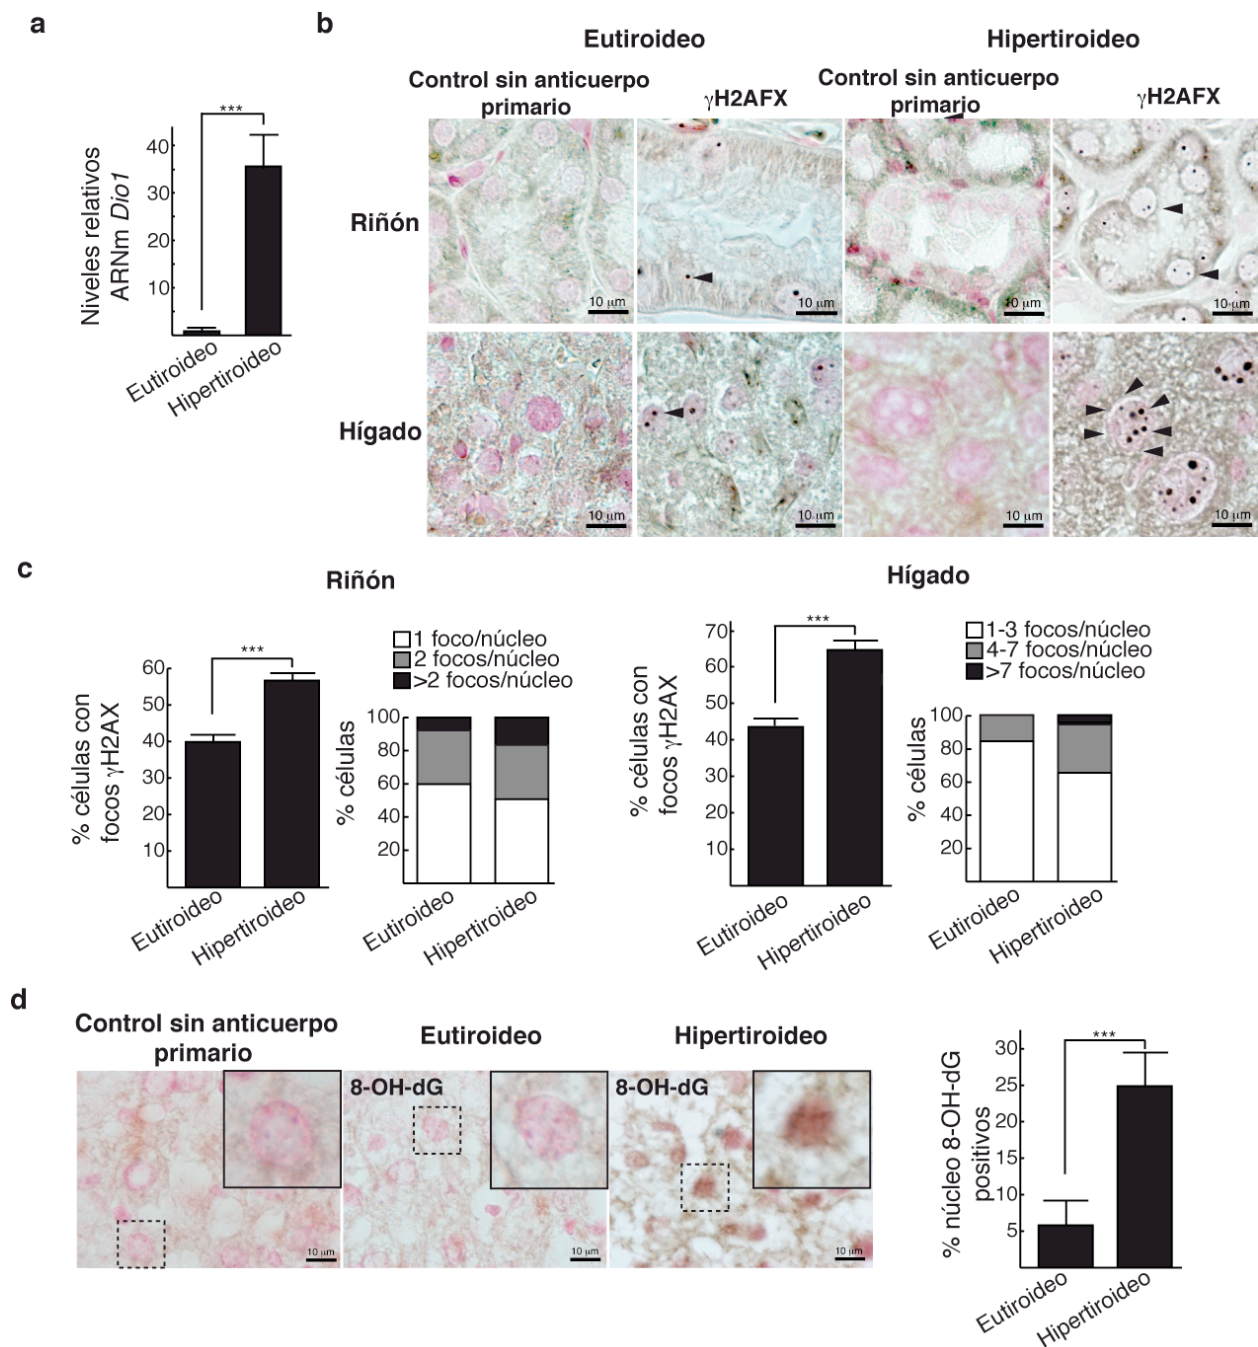 a
Niveles relativos
ARNm Dio1
***
40
30
20
10
Eutiroideo
Hipertiroideo
b
Eutiroideo
Hipertiroideo
Control sin anticuerpo
primario
γH2AFX
Control sin anticuerpo
primario
γH2AFX
Riñón
10 μm
10 μm
10 μm
10 μm
Hígado
10 μm
10 μm
10 μm
10 μm
c
Riñón
% células con
focos γH2AX
***
60
50
40
30
20
10
Eutiroideo
Hipertiroideo
1 foco/núcleo
2 focos/núcleo
>2 focos/núcleo
% células
100
80
60
40
20
Eutiroideo
Hipertiroideo
Hígado
% células con
focos γH2AX
***
70
60
50
40
30
20
10
Eutiroideo
Hipertiroideo
1-3 focos/núcleo
4-7 focos/núcleo
>7 focos/núcleo
% células
100
80
60
40
20
Eutiroideo
Hipertiroideo
d
Control sin anticuerpo
primario
Eutiroideo
Hipertiroideo
8-OH-dG
8-OH-dG
10 μm
10 μm
10 μm
% núcleo 8-OH-dG
positivos
***
30
25
20
15
10
5
Eutiroideo
Hipertiroideo